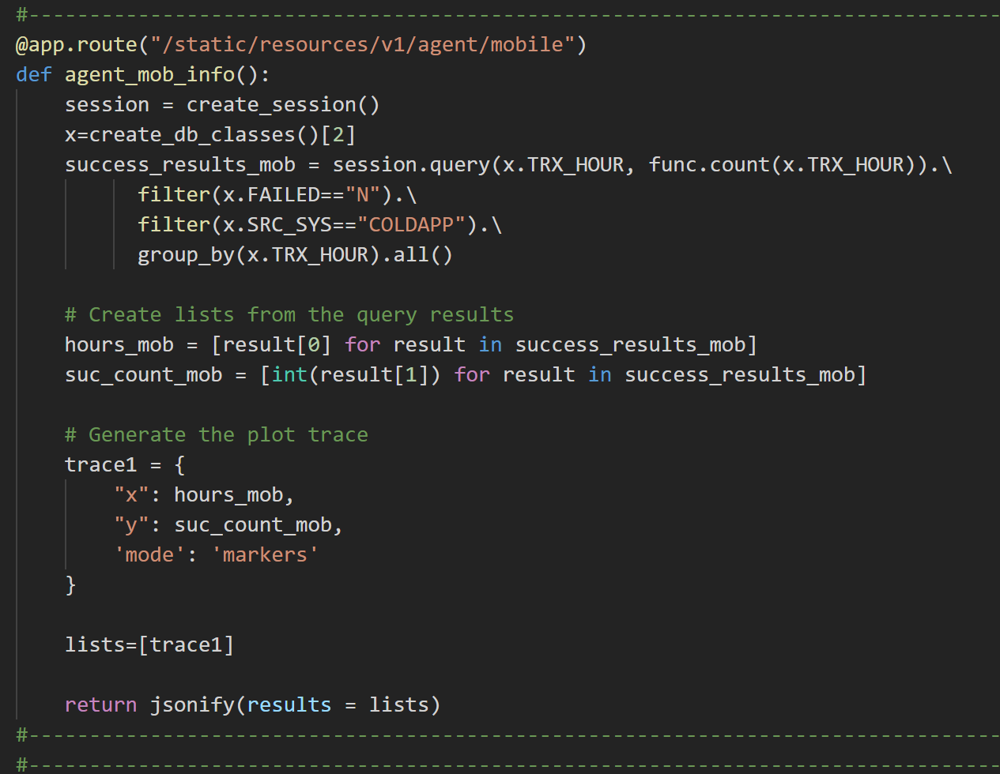 #--------------------------------------------------------------------------------
@app.route("/static/resources/v1/agent/mobile")
def agent_mob_info():
    session = create_session()
    x=create_db_classes()[2]
    success_results_mob = session.query(x.TRX_HOUR, func.count(x.TRX_HOUR)).\
          filter(x.FAILED=="N").\
          filter(x.SRC_SYS=="COLDAPP").\
          group_by(x.TRX_HOUR).all()

    # Create lists from the query results
    hours_mob = [result[0] for result in success_results_mob]
    suc_count_mob = [int(result[1]) for result in success_results_mob]

    # Generate the plot trace
    trace1 = {
        "x": hours_mob,
        "y": suc_count_mob,
        'mode': 'markers'
    }

    lists=[trace1]

    return jsonify(results = lists)
#--------------------------------------------------------------------------------
#--------------------------------------------------------------------------------